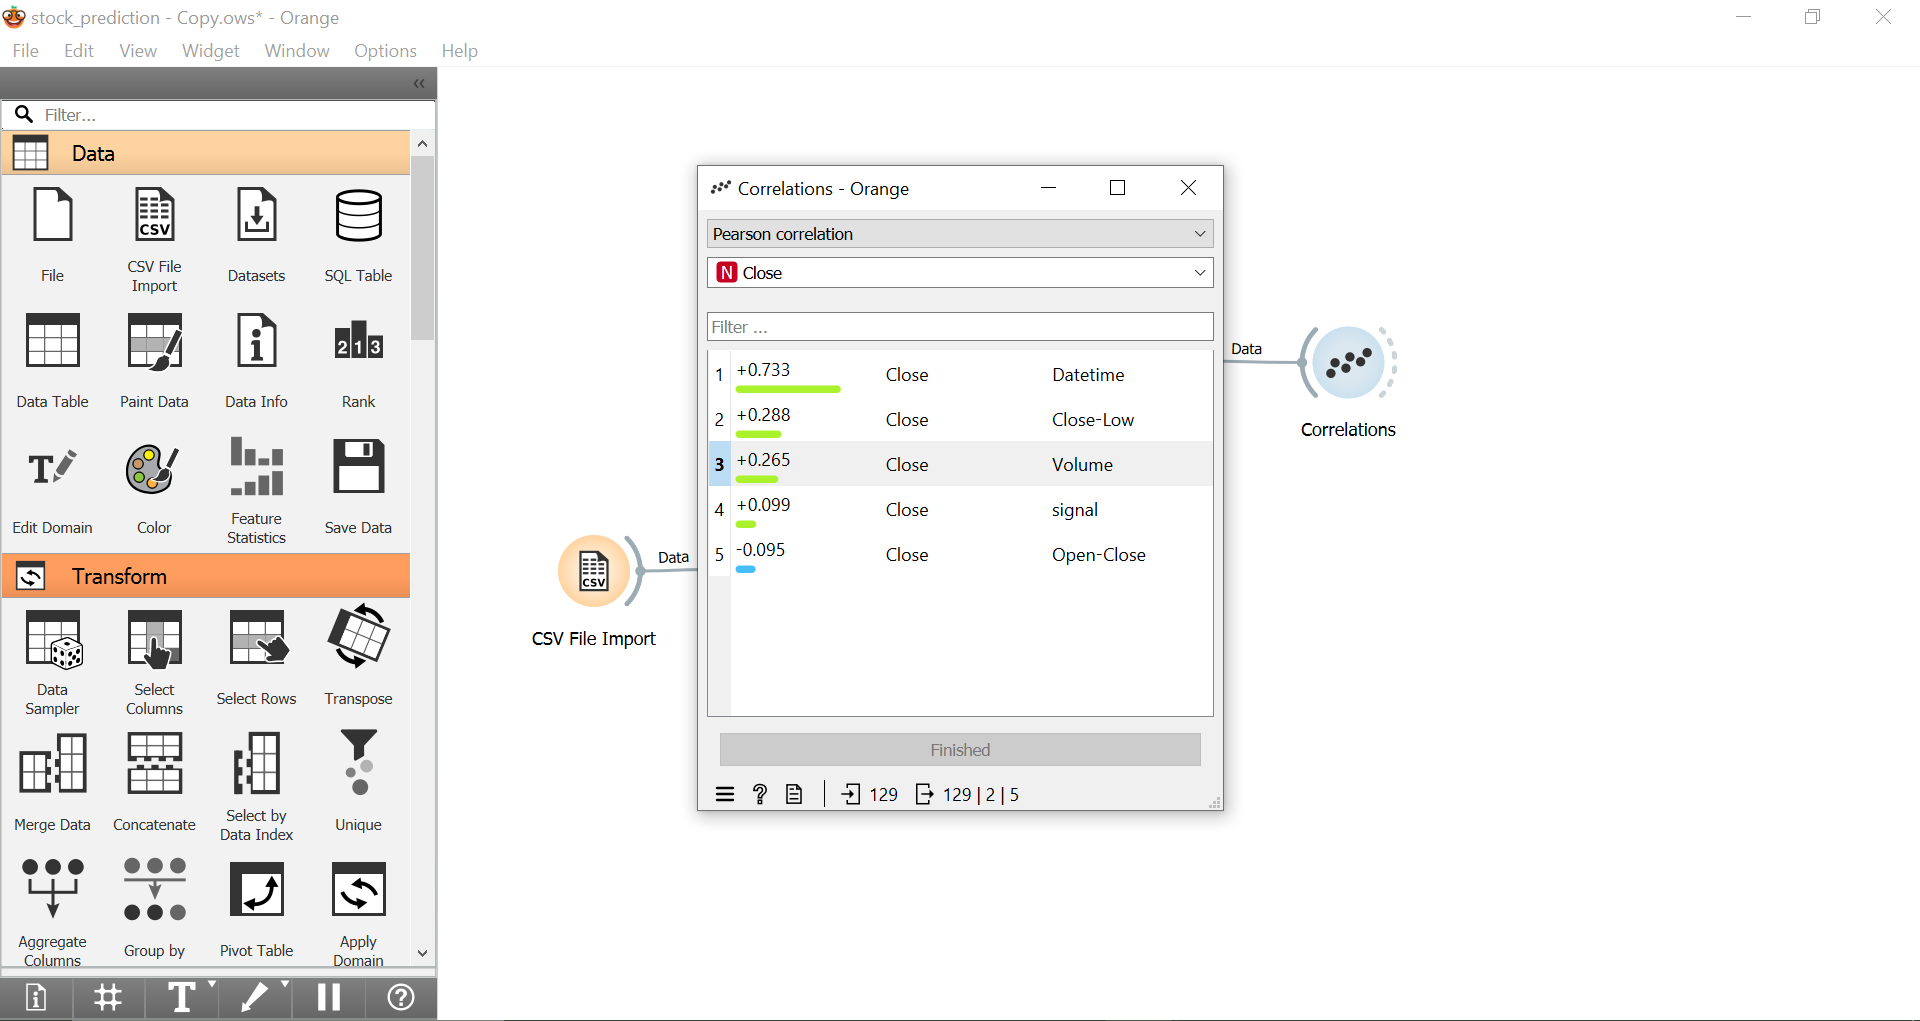 stock_prediction - Copy.ows* - Orange
File Edit View Widget Window Options Help
«
Filter...
Data
CSV
File
CSV File
Import
Datasets
SQL Table
2 1 3
Data Table
Paint Data
Data Info
Rank
T
Edit Domain
Color
Feature
Statistics
Save Data
Transform
Data
Sampler
Select
Columns
Select Rows
Transpose
Merge Data
Concatenate
Select by
Data Index
Unique
Aggregate
Columns
Group by
Pivot Table
Apply
Domain
T
CSV
Data
CSV File Import
Correlations - Orange
Pearson correlation
N Close
Filter ...
1 +0.733 Close Datetime
2 +0.288 Close Close-Low
3 +0.265 Close Volume
4 +0.099 Close signal
5 -0.095 Close Open-Close
Finished
? 129 129 | 2 | 5
Data
Correlations